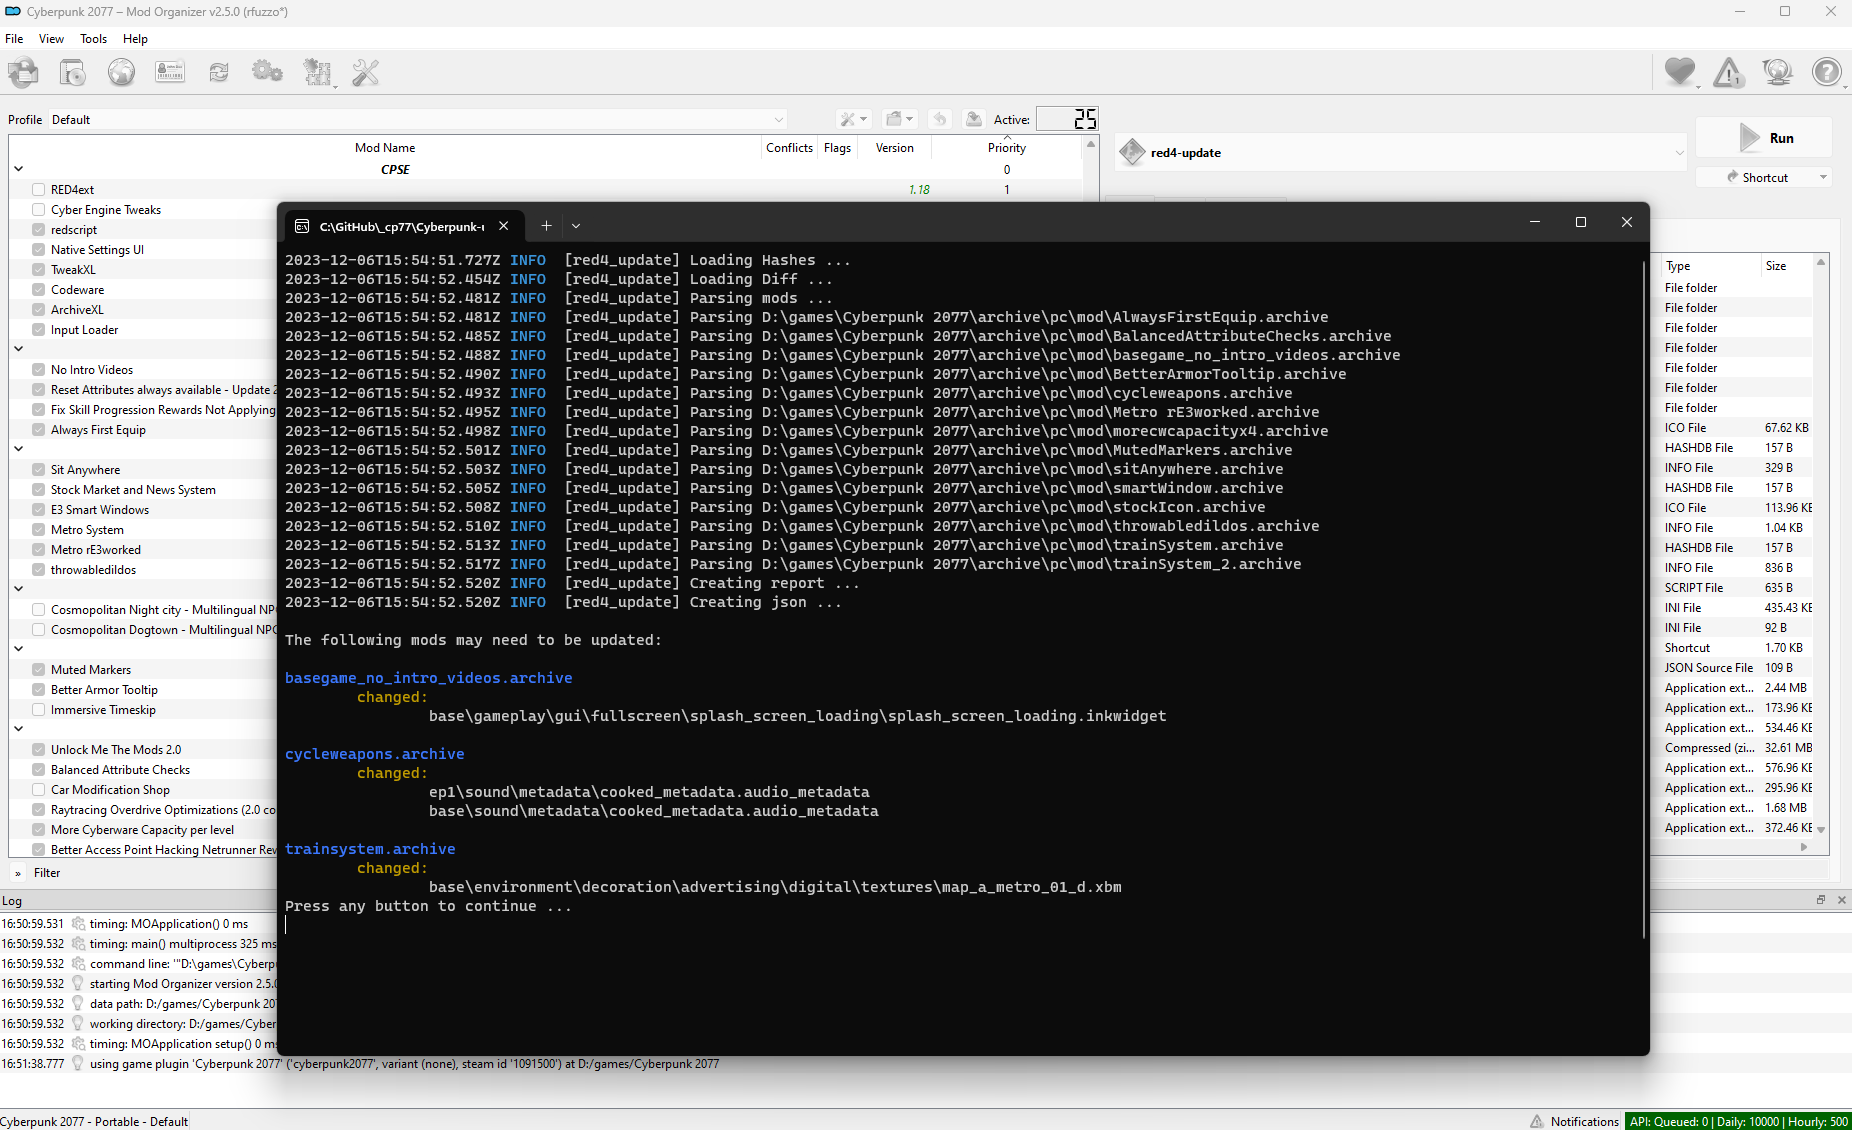 Cyberpunk 2077 – Mod Organizer v2.5.0 (rfuzzo*)
File View Tools Help
Profile Default
Active: 25
Mod Name Conflicts Flags Version Priority
CPSE 0
RED4ext 1.18 1
Cyber Engine Tweaks
redscript
Native Settings UI
TweakXL
Codeware
ArchiveXL
Input Loader
No Intro Videos
Reset Attributes always available - Update 2
Fix Skill Progression Rewards Not Applying
Always First Equip
Sit Anywhere
Stock Market and News System
E3 Smart Windows
Metro System
Metro rE3worked
throwabledildos
Cosmopolitan Night city - Multilingual NPC
Cosmopolitan Dogtown - Multilingual NPC
Muted Markers
Better Armor Tooltip
Immersive Timeskip
Unlock Me The Mods 2.0
Balanced Attribute Checks
Car Modification Shop
Raytracing Overdrive Optimizations (2.0 co
More Cyberware Capacity per level
Better Access Point Hacking Netrunner Rew
» Filter
red4-update
Run
Shortcut
C:\GitHub\_cp77\Cyberpunk-u
2023-12-06T15:54:51.727Z INFO [red4_update] Loading Hashes ...
2023-12-06T15:54:52.454Z INFO [red4_update] Loading Diff ...
2023-12-06T15:54:52.481Z INFO [red4_update] Parsing mods ...
2023-12-06T15:54:52.481Z INFO [red4_update] Parsing D:\games\Cyberpunk 2077\archive\pc\mod\AlwaysFirstEquip.archive
2023-12-06T15:54:52.485Z INFO [red4_update] Parsing D:\games\Cyberpunk 2077\archive\pc\mod\BalancedAttributeChecks.archive
2023-12-06T15:54:52.488Z INFO [red4_update] Parsing D:\games\Cyberpunk 2077\archive\pc\mod\basegame_no_intro_videos.archive
2023-12-06T15:54:52.490Z INFO [red4_update] Parsing D:\games\Cyberpunk 2077\archive\pc\mod\BetterArmorTooltip.archive
2023-12-06T15:54:52.493Z INFO [red4_update] Parsing D:\games\Cyberpunk 2077\archive\pc\mod\cycleweapons.archive
2023-12-06T15:54:52.495Z INFO [red4_update] Parsing D:\games\Cyberpunk 2077\archive\pc\mod\Metro rE3worked.archive
2023-12-06T15:54:52.498Z INFO [red4_update] Parsing D:\games\Cyberpunk 2077\archive\pc\mod\morecwcapacityx4.archive
2023-12-06T15:54:52.501Z INFO [red4_update] Parsing D:\games\Cyberpunk 2077\archive\pc\mod\MutedMarkers.archive
2023-12-06T15:54:52.503Z INFO [red4_update] Parsing D:\games\Cyberpunk 2077\archive\pc\mod\sitAnywhere.archive
2023-12-06T15:54:52.505Z INFO [red4_update] Parsing D:\games\Cyberpunk 2077\archive\pc\mod\smartWindow.archive
2023-12-06T15:54:52.508Z INFO [red4_update] Parsing D:\games\Cyberpunk 2077\archive\pc\mod\stockIcon.archive
2023-12-06T15:54:52.510Z INFO [red4_update] Parsing D:\games\Cyberpunk 2077\archive\pc\mod\throwabledildos.archive
2023-12-06T15:54:52.513Z INFO [red4_update] Parsing D:\games\Cyberpunk 2077\archive\pc\mod\trainSystem.archive
2023-12-06T15:54:52.517Z INFO [red4_update] Parsing D:\games\Cyberpunk 2077\archive\pc\mod\trainSystem_2.archive
2023-12-06T15:54:52.520Z INFO [red4_update] Creating report ...
2023-12-06T15:54:52.520Z INFO [red4_update] Creating json ...
The following mods may need to be updated:
basegame_no_intro_videos.archive
changed:
base\gameplay\gui\fullscreen\splash_screen_loading\splash_screen_loading.inkwidget
cycleweapons.archive
changed:
ep1\sound\metadata\cooked_metadata.audio_metadata
base\sound\metadata\cooked_metadata.audio_metadata
trainsystem.archive
changed:
base\environment\decoration\advertising\digital\textures\map_a_metro_01_d.xbm
Press any button to continue ...
Type Size
File folder
File folder
File folder
File folder
File folder
File folder
File folder
ICO File 67.62 KB
HASHDB File 157 B
INFO File 329 B
HASHDB File 157 B
ICO File 113.96 KE
INFO File 1.04 KB
HASHDB File 157 B
INFO File 836 B
SCRIPT File 635 B
INI File 435.43 KE
INI File 92 B
Shortcut 1.70 KB
JSON Source File 109 B
Application ext... 2.44 MB
Application ext... 173.96 KE
Application ext... 534.46 KE
Compressed (zi... 32.61 MB
Application ext... 576.96 KE
Application ext... 295.96 KE
Application ext... 1.68 MB
Application ext... 372.46 KE
Log
16:50:59.531 timing: MOApplication() 0 ms
16:50:59.532 timing: main() multiprocess 325 ms
16:50:59.532 command line: '"D:\games\Cyberp
16:50:59.532 starting Mod Organizer version 2.5.0
16:50:59.532 data path: D:/games/Cyberpunk 207
16:50:59.532 working directory: D:/games/Cyber
16:50:59.532 timing: MOApplication setup() 0 ms
16:51:38.777 using game plugin 'Cyberpunk 2077' ('cyberpunk2077', variant (none), steam id '1091500') at D:/games/Cyberpunk 2077
Cyberpunk 2077 - Portable - Default
Notifications
API: Queued: 0 | Daily: 10000 | Hourly: 500